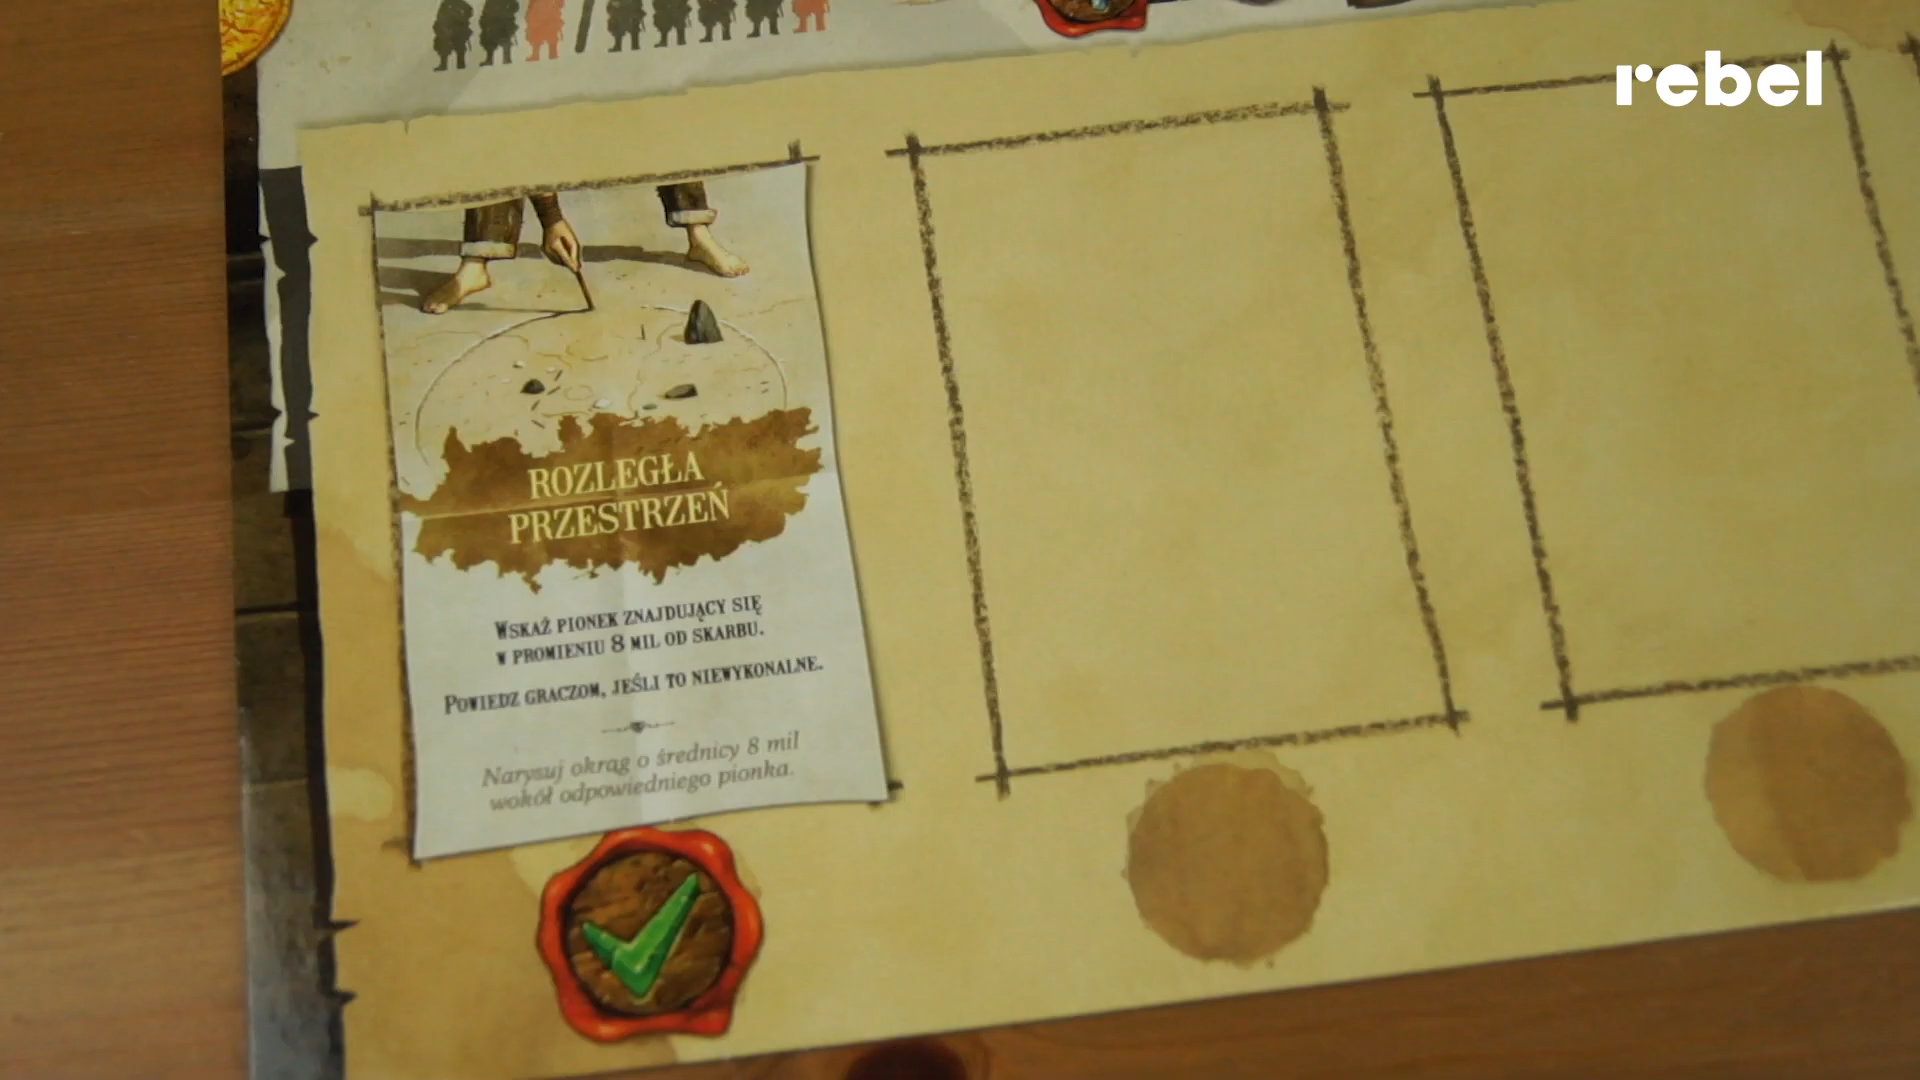 rebel
ROZLEGŁA
PRZESTRZEŃ
WSKAŻ PIONEK ZNAJDUJĄCY SIĘ
W PROMIENIU 8 MIL OD SKARBU.
POWIEDZ GRACZOM, JEŚLI TO NIEWYKONALNE.
Narysuj okrąg o średnicy 8 mil
wokół odpowiedniego pionka.